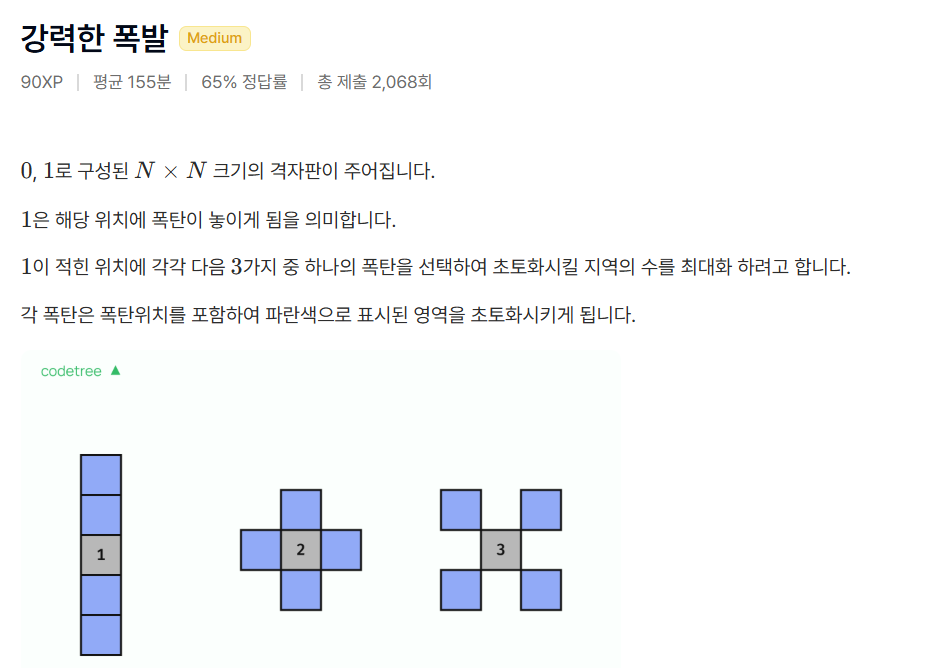 강력한 폭발 Medium
90XP | 평균 155분 | 65% 정답률 | 총 제출 2,068회
0, 1로 구성된 N × N 크기의 격자판이 주어집니다.
1은 해당 위치에 폭탄이 놓이게 됨을 의미합니다.
1이 적힌 위치에 각각 다음 3가지 중 하나의 폭탄을 선택하여 초토화시킬 지역의 수를 최대화 하려고 합니다.
각 폭탄은 폭탄위치를 포함하여 파란색으로 표시된 영역을 초토화시키게 됩니다.
codetree
1 2 3